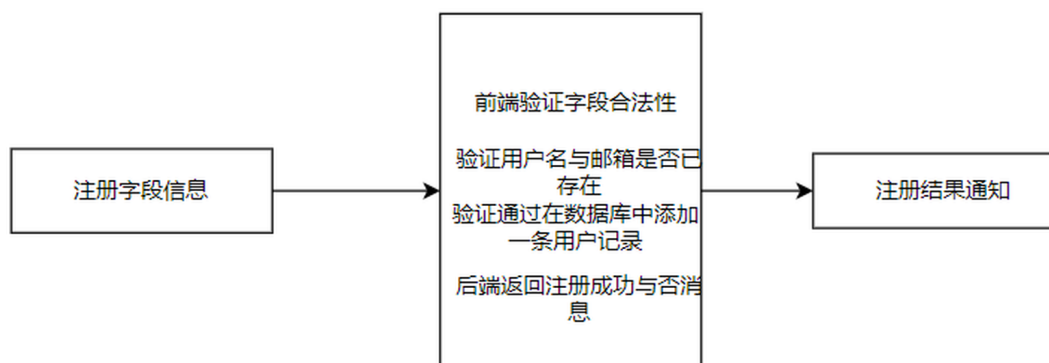 注册字段信息
前端验证字段合法性
验证用户名与邮箱是否已
存在
验证通过在数据库中添加
一条用户记录
后端返回注册成功与否消
息
注册结果通知